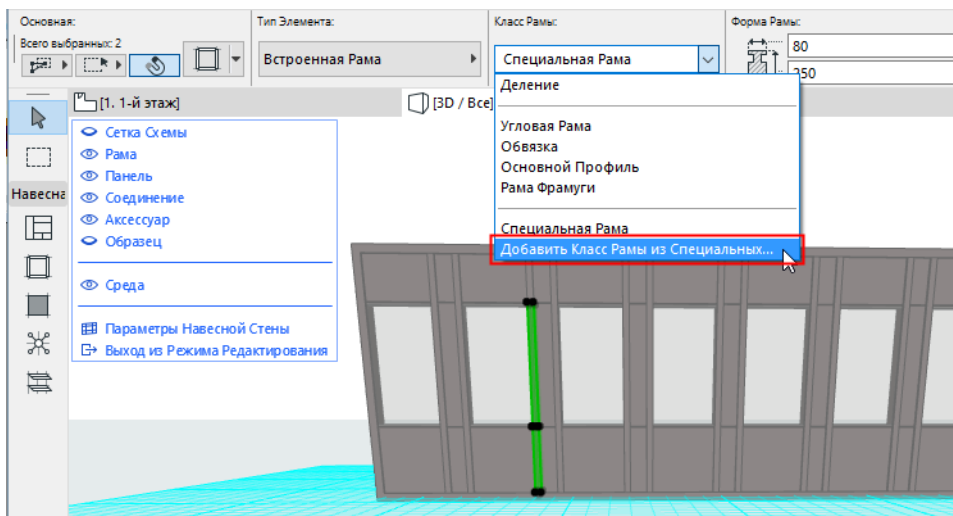 Основная:
Тип Элемента:
Класс Рамы:
Форма Рамы:
Всего выбранных: 2
Встроенная Рама
Специальная Рама
80
250
[1. 1-й этаж]
[3D / Все]
Деление
Угловая Рама
Обвязка
Основной Профиль
Рама Фрамуги
Специальная Рама
Добавить Класс Рамы из Специальных...
Навесна
Сетка Схемы
Рама
Панель
Соединение
Аксессуар
Образец
Среда
Параметры Навесной Стены
Выход из Режима Редактирования